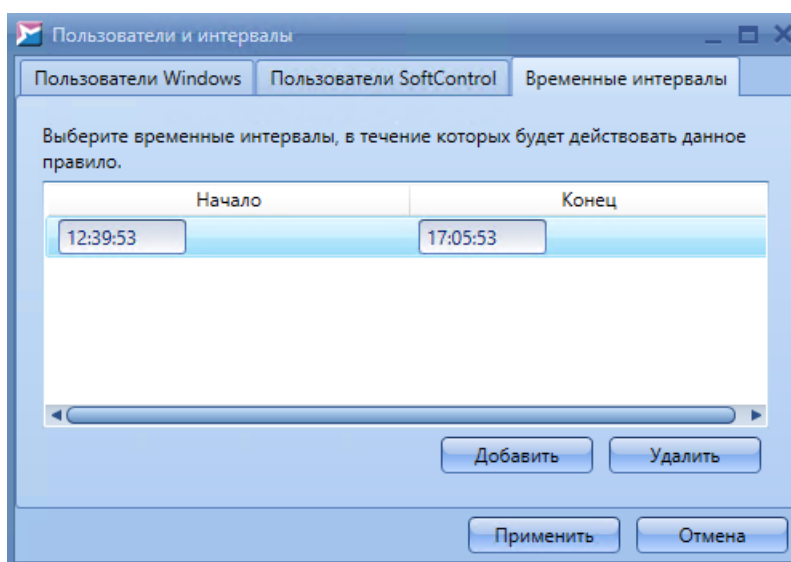 Пользователи и интервалы
Пользователи Windows Пользователи SoftControl Временные интервалы
Выберите временные интервалы, в течение которых будет действовать данное
правило.
Начало Конец
12:39:53 17:05:53
Добавить Удалить
Применить Отмена